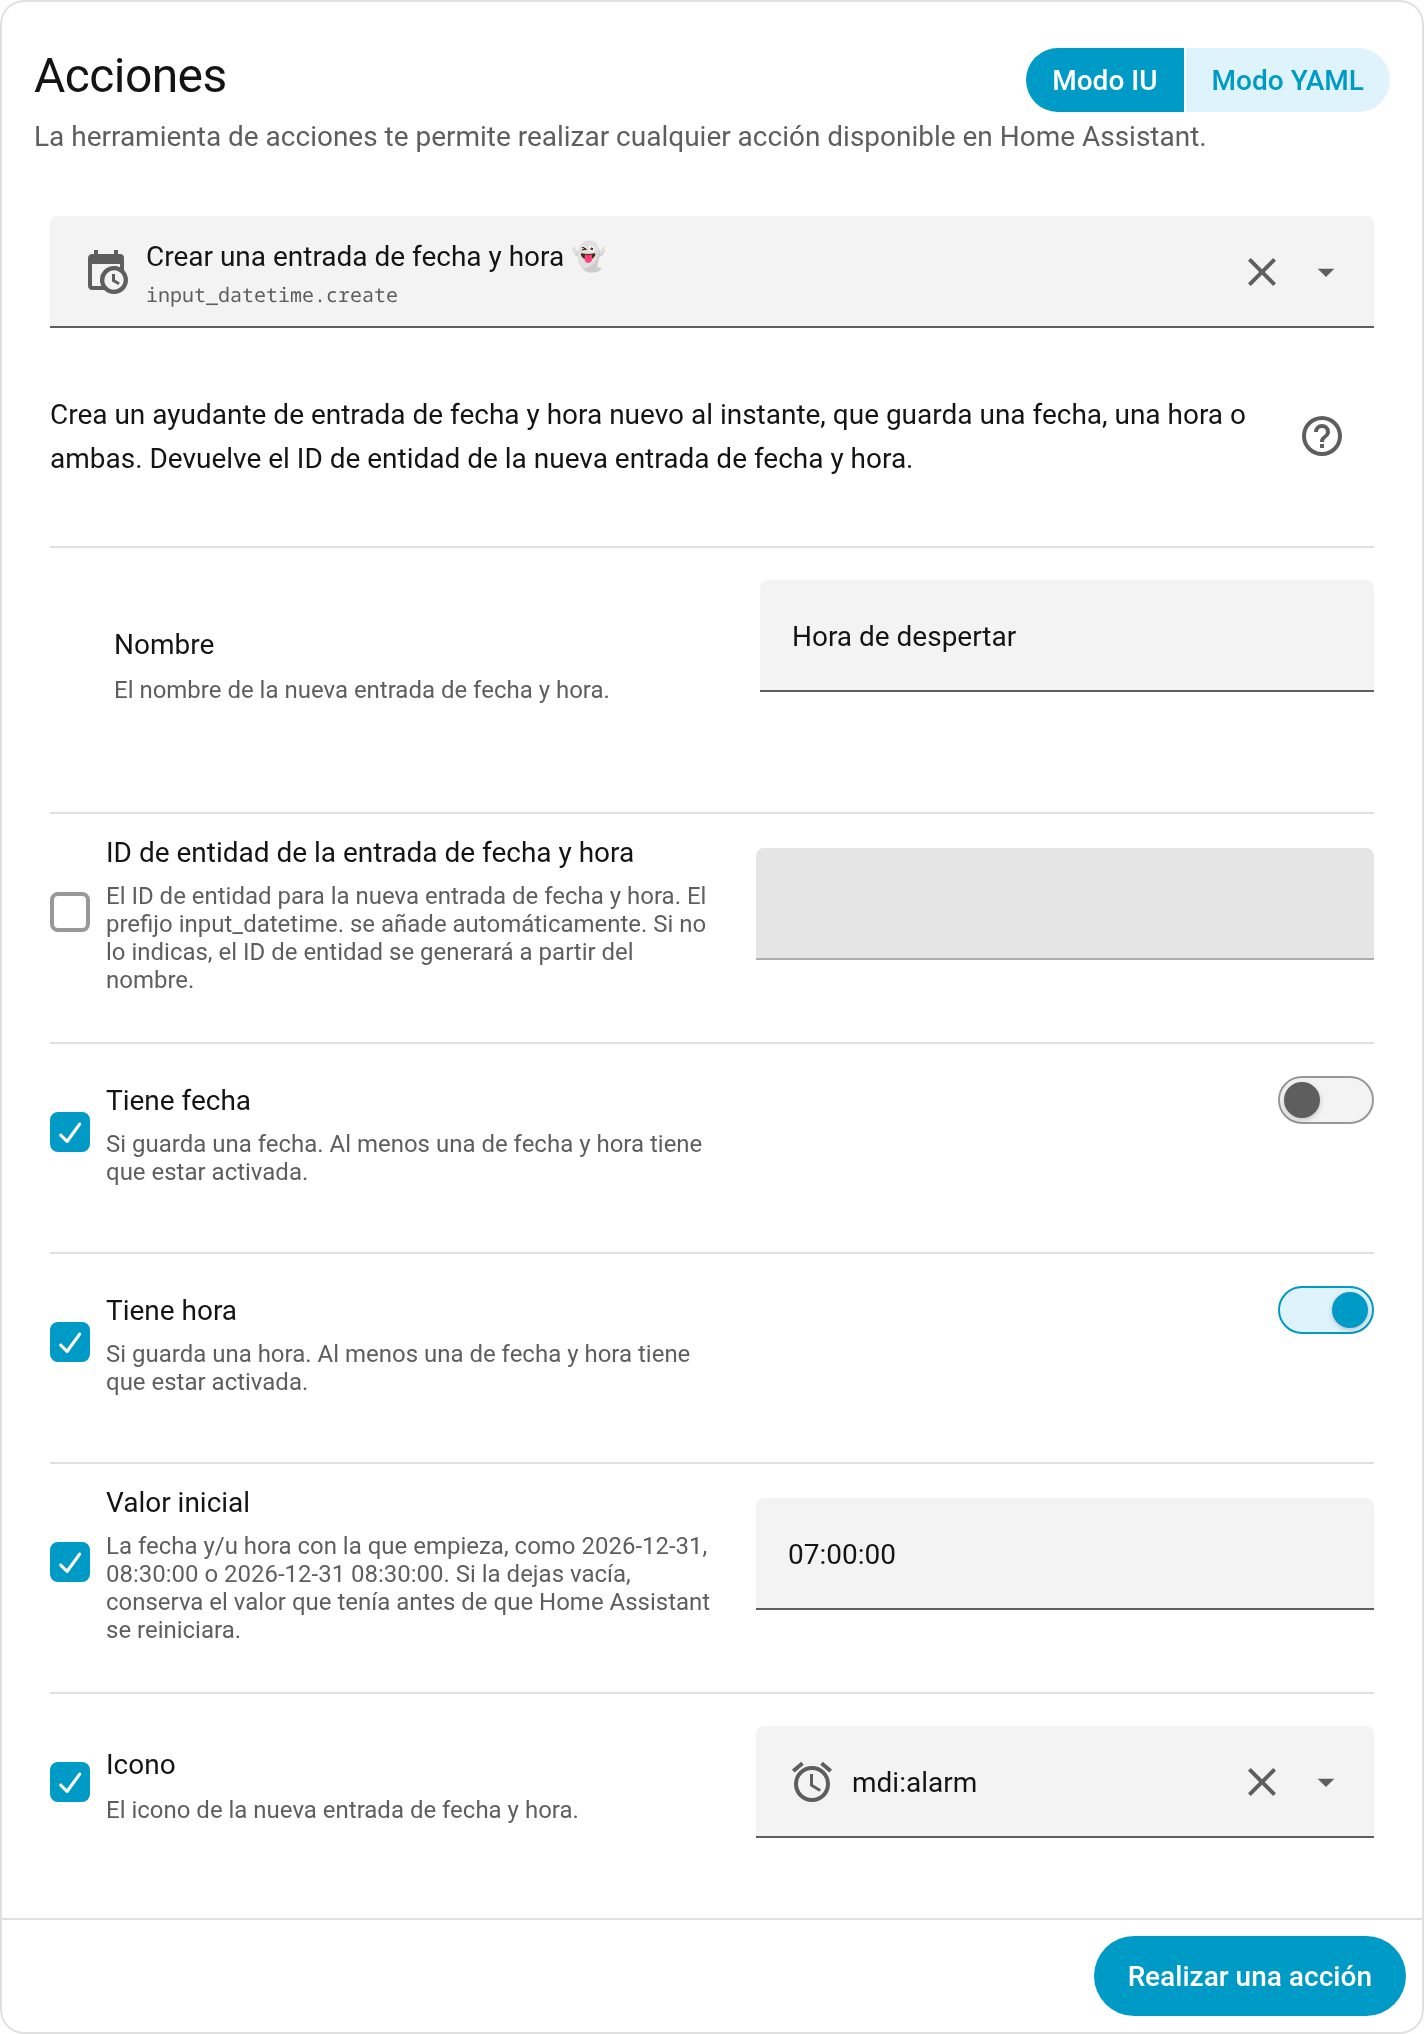 Acciones
Modo IU
Modo YAML
La herramienta de acciones te permite realizar cualquier acción disponible en Home Assistant.
Crear una entrada de fecha y hora 👻
input_datetime.create
Crea un ayudante de entrada de fecha y hora nuevo al instante, que guarda una fecha, una hora o
ambas. Devuelve el ID de entidad de la nueva entrada de fecha y hora.
Nombre
El nombre de la nueva entrada de fecha y hora.
Hora de despertar
ID de entidad de la entrada de fecha y hora
El ID de entidad para la nueva entrada de fecha y hora. El
prefijo input_datetime. se añade automáticamente. Si no
lo indicas, el ID de entidad se generará a partir del
nombre.
Tiene fecha
Si guarda una fecha. Al menos una de fecha y hora tiene
que estar activada.
Tiene hora
Si guarda una hora. Al menos una de fecha y hora tiene
que estar activada.
Valor inicial
La fecha y/u hora con la que empieza, como 2026-12-31,
08:30:00 o 2026-12-31 08:30:00. Si la dejas vacía,
conserva el valor que tenía antes de que Home Assistant
se reiniciara.
07:00:00
Icono
El icono de la nueva entrada de fecha y hora.
mdi:alarm
Realizar una acción